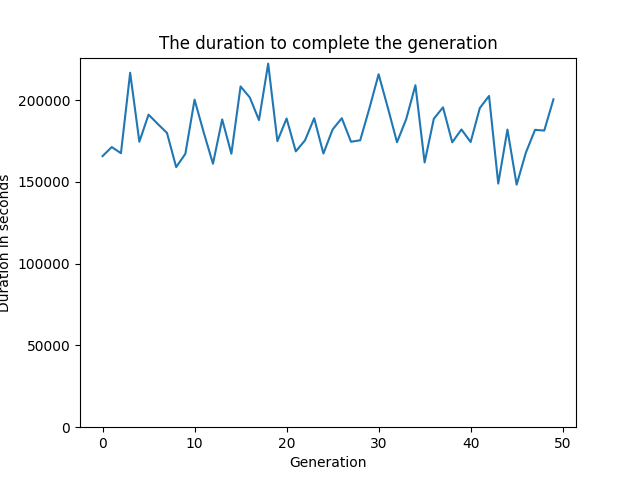 The duration to complete the generation
200000
150000
100000
50000
0
Duration in seconds
0 10 20 30 40 50
Generation